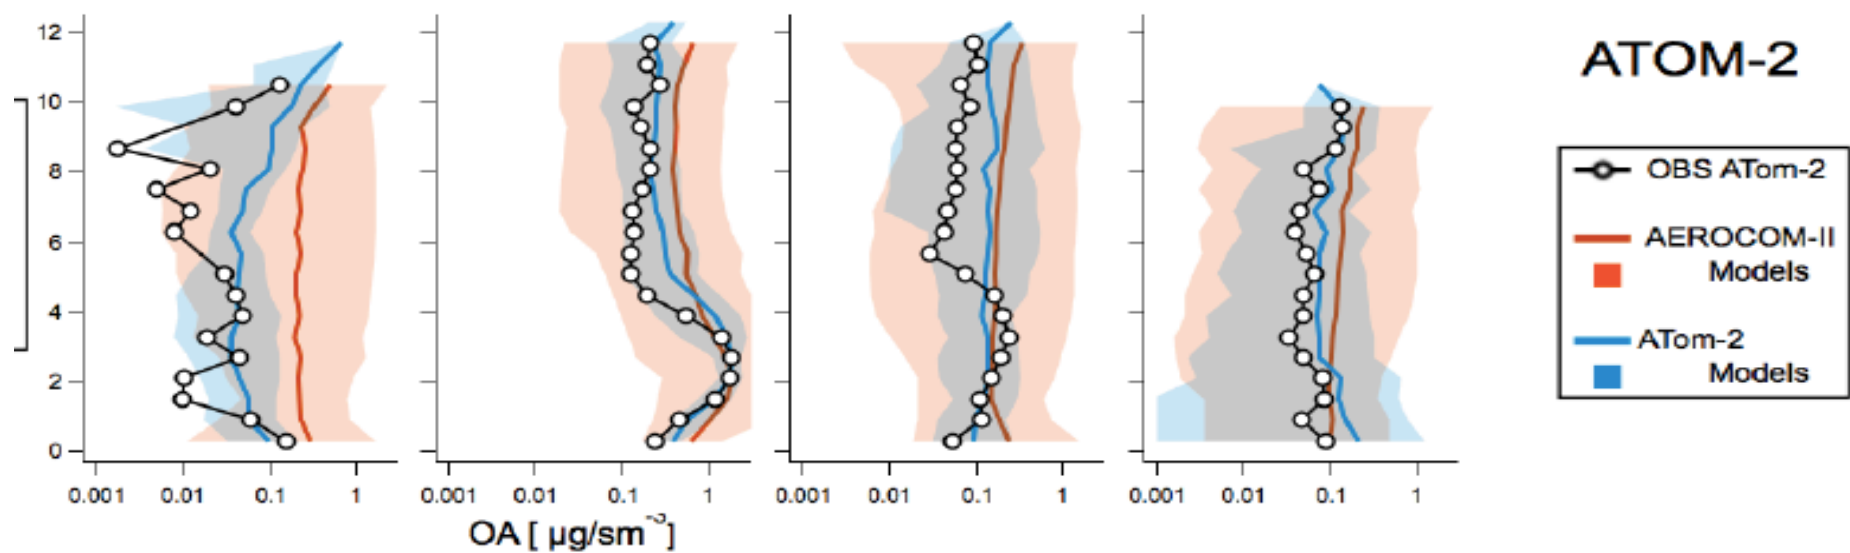 12
10
8
6
4
2
0
0.001 0.01 0.1 1
0.001 0.01 0.1 1
0.001 0.01 0.1 1
0.001 0.01 0.1 1
OA [ µg/sm⁻³]
ATOM-2
OBS ATom-2
AEROCOM-II
Models
ATom-2
Models